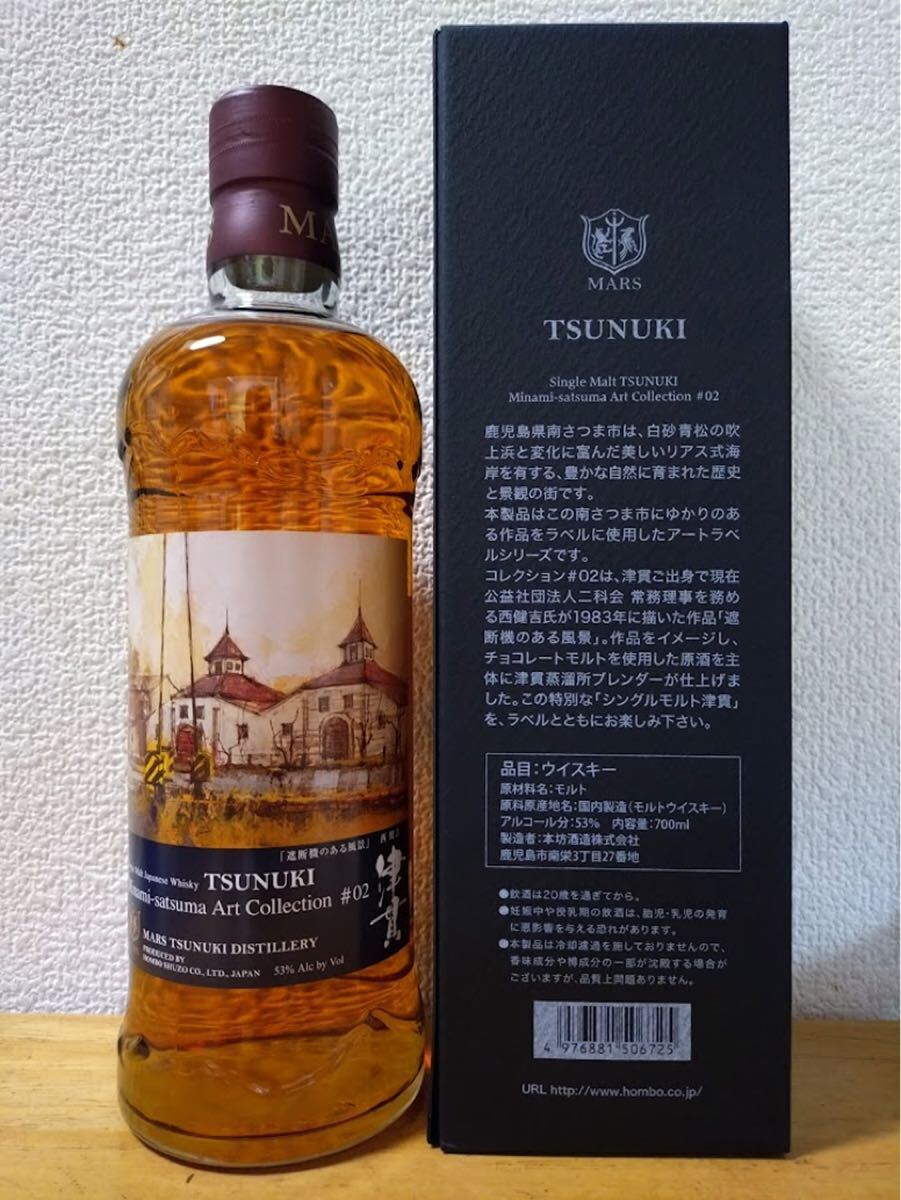 MA
「遮断機のある風景」 西 健吉
Malt Japanese Whisky TSUNUKI
津貫
-satsuma Art Collection #02
MARS TSUNUKI DISTILLERY
PRODUCED BY
HOMBO SHUZO CO., LTD., JAPAN 53% Alc by Vol
MARS
TSUNUKI
Single Malt TSUNUKI
Minami-satsuma Art Collection #02
鹿児島県南さつま市は、白砂青松の吹
上浜と変化に富んだ美しいリアス式海
岸を有する、豊かな自然に育まれた歴史
と景観の街です。
本製品はこの南さつま市にゆかりのあ
る作品をラベルに使用したアートラベ
ルシリーズです。
コレクション#02は、津貫ご出身で現在
公益社団法人二科会 常務理事を務め
る西健吉氏が1983年に描いた作品「遮
断機のある風景」。作品をイメージし、
チョコレートモルトを使用した原酒を主
体に津貫蒸溜所ブレンダーが仕上げま
した。この特別な「シングルモルト津貫」
を、ラベルとともにお楽しみ下さい。
品目:ウイスキー
原材料名:モルト
原料原産地名:国内製造(モルトウイスキー)
アルコール分:53% 内容量:700ml
製造者:本坊酒造株式会社
鹿児島市南栄3丁目27番地
●飲酒は20歳を過ぎてから。
●妊娠中や授乳期の飲酒は、胎児・乳児の発育
に悪影響を与える恐れがあります。
●本製品は冷却濾過を施しておりませんので、
香味成分や樽成分の一部が沈殿する場合が
ございますが、品質上問題ありません。
4 976881 506725
URL http://www.hombo.co.jp/